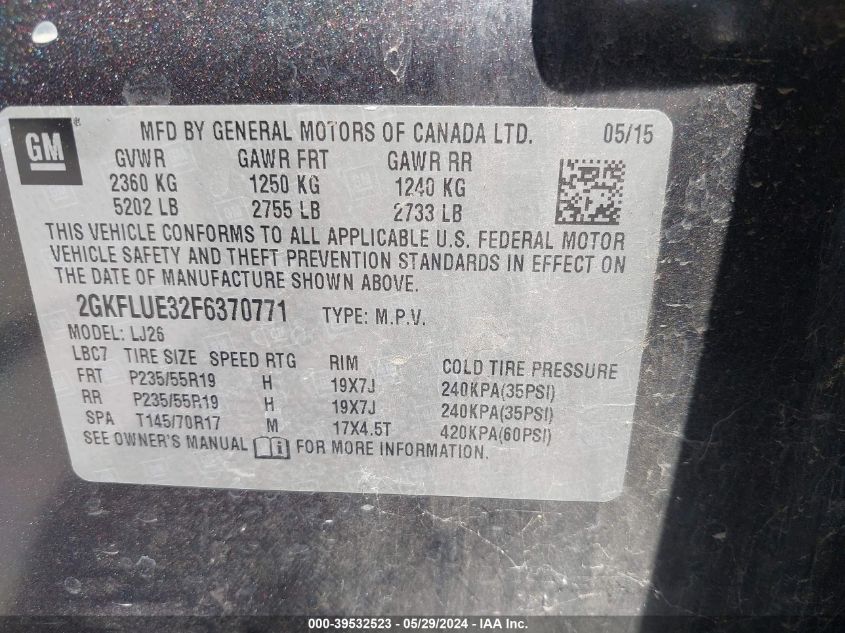 GM
®
MFD BY GENERAL MOTORS OF CANADA LTD. 05/15
GVWR GAWR FRT GAWR RR
2360 KG 1250 KG 1240 KG
5202 LB 2755 LB 2733 LB
THIS VEHICLE CONFORMS TO ALL APPLICABLE U.S. FEDERAL MOTOR
VEHICLE SAFETY AND THEFT PREVENTION STANDARDS IN EFFECT ON
THE DATE OF MANUFACTURE SHOWN ABOVE.
2GKFLUE32F6370771 TYPE: M.P.V.
MODEL: LJ26
LBC7 TIRE SIZE SPEED RTG RIM COLD TIRE PRESSURE
FRT P235/55R19 H 19X7J 240KPA(35PSI)
RR P235/55R19 H 19X7J 240KPA(35PSI)
SPA T145/70R17 M 17X4.5T 420KPA(60PSI)
SEE OWNER'S MANUAL FOR MORE INFORMATION.
000-39532523 - 05/29/2024 - IAA Inc.